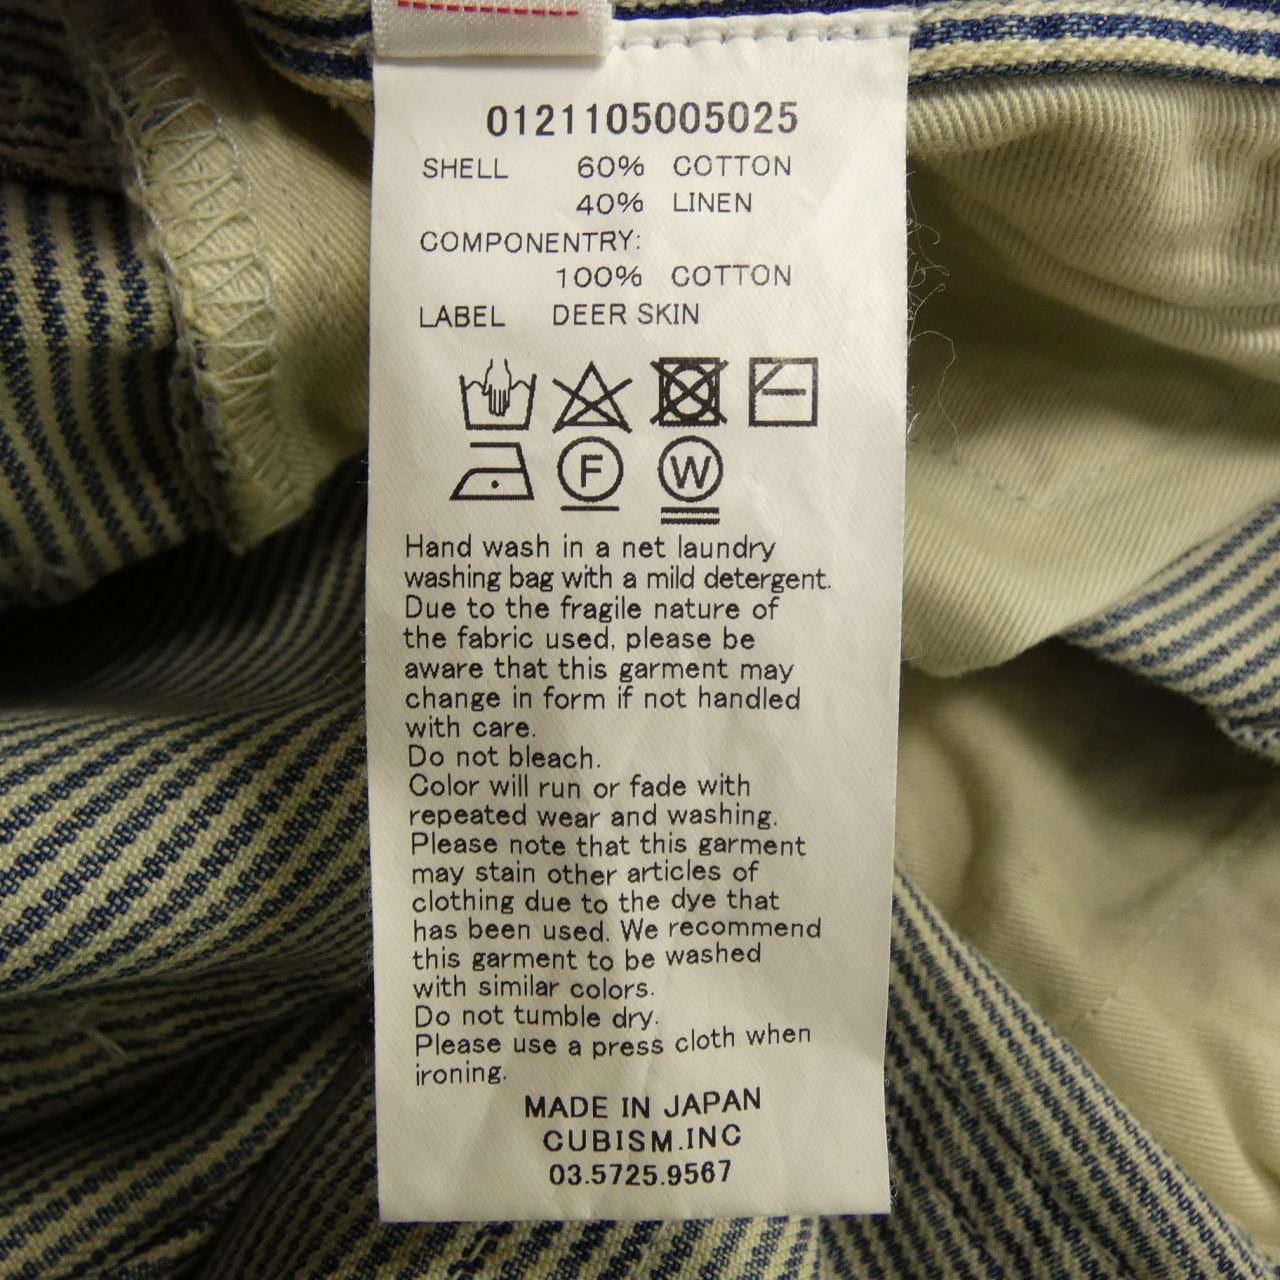 0121105005025
SHELL 60% COTTON
40% LINEN
COMPONENTRY:
100% COTTON
LABEL DEER SKIN
F W
Hand wash in a net laundry
washing bag with a mild detergent.
Due to the fragile nature of
the fabric used, please be
aware that this garment may
change in form if not handled
with care.
Do not bleach.
Color will run or fade with
repeated wear and washing.
Please note that this garment
may stain other articles of
clothing due to the dye that
has been used. We recommend
this garment to be washed
with similar colors.
Do not tumble dry.
Please use a press cloth when
ironing.
MADE IN JAPAN
CUBISM.INC
03.5725.9567